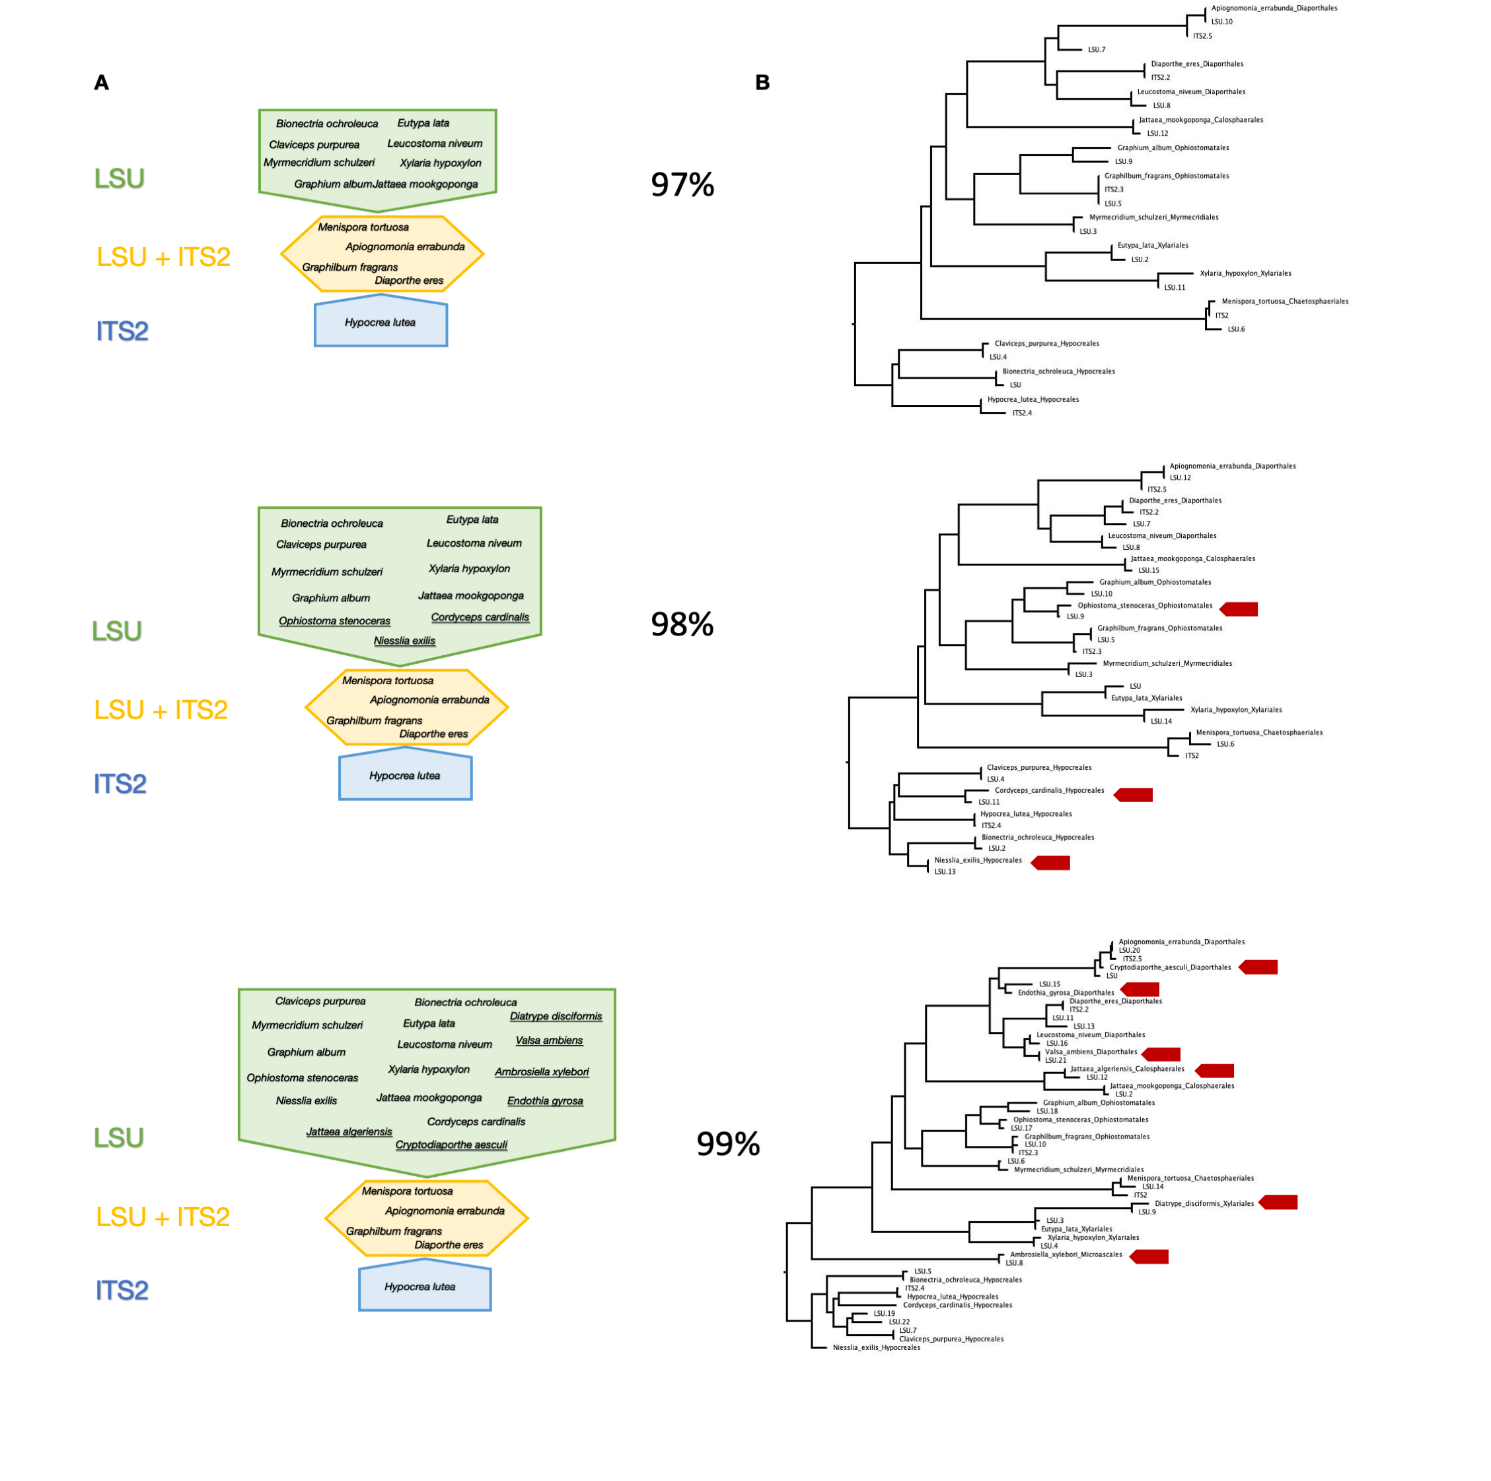 A
B
LSU
Bionectria ochroleuca Eutypa lata
Claviceps purpurea Leucostoma niveum
Myrmecridium schulzeri Xylaria hypoxylon
Graphium album Jattaea mookgoponga
LSU + ITS2
Menispora tortuosa
Apiognomonia errabunda
Graphilbum fragrans
Diaporthe eres
ITS2
Hypocrea lutea
97%
Apiognomonia_errabunda_Diaporthales
LSU.10
ITS2.5
LSU.7
Diaporthe_eres_Diaporthales
ITS2.2
Leucostoma_niveum_Diaporthales
LSU.8
Jattaea_mookgoponga_Calosphaerales
LSU.12
Graphium_album_Ophiostomatales
LSU.9
Graphilbum_fragrans_Ophiostomatales
ITS2.3
LSU.5
Myrmecridium_schulzeri_Myrmecridiales
LSU.3
Eutypa_lata_Xylariales
LSU.2
Xylaria_hypoxylon_Xylariales
LSU.11
Menispora_tortuosa_Chaetosphaeriales
ITS2
LSU.6
Claviceps_purpurea_Hypocreales
LSU.4
Bionectria_ochroleuca_Hypocreales
LSU
Hypocrea_lutea_Hypocreales
ITS2.4
LSU
Bionectria ochroleuca Eutypa lata
Claviceps purpurea Leucostoma niveum
Myrmecridium schulzeri Xylaria hypoxylon
Graphium album Jattaea mookgoponga
Ophiostoma stenoceras Cordyceps cardinalis
Niesslia exilis
LSU + ITS2
Menispora tortuosa
Apiognomonia errabunda
Graphilbum fragrans
Diaporthe eres
ITS2
Hypocrea lutea
98%
Apiognomonia_errabunda_Diaporthales
LSU.12
ITS2.5
Diaporthe_eres_Diaporthales
ITS2.2
LSU.7
Leucostoma_niveum_Diaporthales
LSU.8
Jattaea_mookgoponga_Calosphaerales
LSU.15
Graphium_album_Ophiostomatales
LSU.10
Ophiostoma_stenoceras_Ophiostomatales
LSU.9
Graphilbum_fragrans_Ophiostomatales
LSU.5
ITS2.3
Myrmecridium_schulzeri_Myrmecridiales
LSU.3
LSU
Eutypa_lata_Xylariales
Xylaria_hypoxylon_Xylariales
LSU.14
Menispora_tortuosa_Chaetosphaeriales
LSU.6
ITS2
Claviceps_purpurea_Hypocreales
LSU.4
Cordyceps_cardinalis_Hypocreales
LSU.11
Hypocrea_lutea_Hypocreales
ITS2.4
Bionectria_ochroleuca_Hypocreales
LSU.2
Niesslia_exilis_Hypocreales
LSU.13
LSU
Claviceps purpurea Bionectria ochroleuca
Myrmecridium schulzeri Eutypa lata Diatrype disciformis
Graphium album Leucostoma niveum Valsa ambiens
Ophiostoma stenoceras Xylaria hypoxylon Ambrosiella xylebori
Niesslia exilis Jattaea mookgoponga Endothia gyrosa
Cordyceps cardinalis
Jattaea algeriensis
Cryptodiaporthe aesculi
LSU + ITS2
Menispora tortuosa
Apiognomonia errabunda
Graphilbum fragrans
Diaporthe eres
ITS2
Hypocrea lutea
99%
Apiognomonia_errabunda_Diaporthales
LSU.20
ITS2.5
Cryptodiaporthe_aesculi_Diaporthales
LSU
LSU.15
Endothia_gyrosa_Diaporthales
Diaporthe_eres_Diaporthales
ITS2.2
LSU.11
LSU.13
Leucostoma_niveum_Diaporthales
LSU.16
Valsa_ambiens_Diaporthales
LSU.21
Jattaea_algeriensis_Calosphaerales
LSU.12
Jattaea_mookgoponga_Calosphaerales
LSU.2
Graphium_album_Ophiostomatales
LSU.18
Ophiostoma_stenoceras_Ophiostomatales
LSU.17
Graphilbum_fragrans_Ophiostomatales
LSU.10
ITS2.3
LSU.6
Myrmecridium_schulzeri_Myrmecridiales
Menispora_tortuosa_Chaetosphaeriales
LSU.14
ITS2
Diatrype_disciformis_Xylariales
LSU.9
LSU.3
Eutypa_lata_Xylariales
Xylaria_hypoxylon_Xylariales
LSU.4
Ambrosiella_xylebori_Microascales
LSU.8
LSU.5
Bionectria_ochroleuca_Hypocreales
ITS2.4
Hypocrea_lutea_Hypocreales
Cordyceps_cardinalis_Hypocreales
LSU.19
LSU.22
LSU.7
Claviceps_purpurea_Hypocreales
Niesslia_exilis_Hypocreales